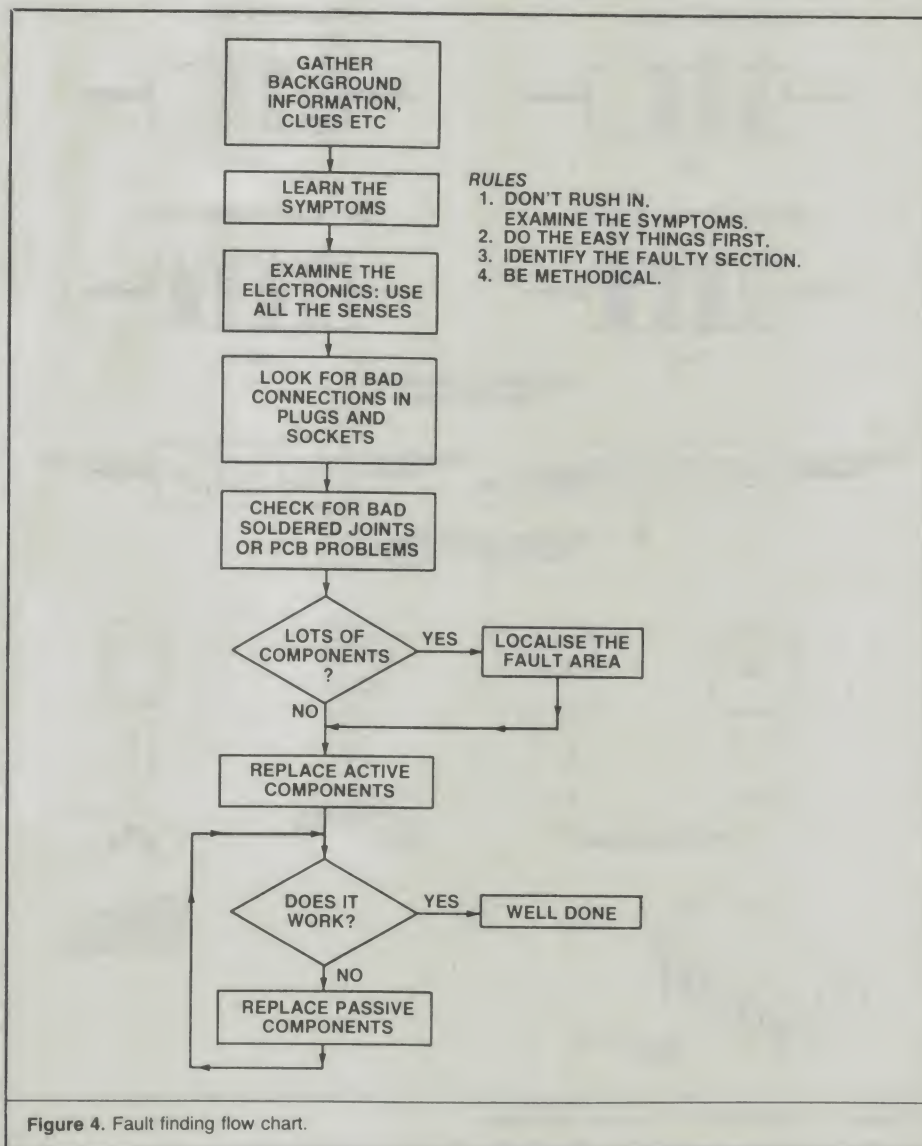 GATHER
BACKGROUND
INFORMATION,
CLUES ETC
LEARN THE
SYMPTOMS
RULES
1. DON'T RUSH IN.
EXAMINE THE SYMPTOMS.
2. DO THE EASY THINGS FIRST.
3. IDENTIFY THE FAULTY SECTION.
4. BE METHODICAL.
EXAMINE THE
ELECTRONICS: USE
ALL THE SENSES
LOOK FOR BAD
CONNECTIONS IN
PLUGS AND
SOCKETS
CHECK FOR BAD
SOLDERED JOINTS
OR PCB PROBLEMS
LOTS OF
COMPONENTS
?
YES
LOCALISE THE
FAULT AREA
NO
REPLACE ACTIVE
COMPONENTS
DOES IT
WORK?
YES
WELL DONE
NO
REPLACE PASSIVE
COMPONENTS
Figure 4. Fault finding flow chart.